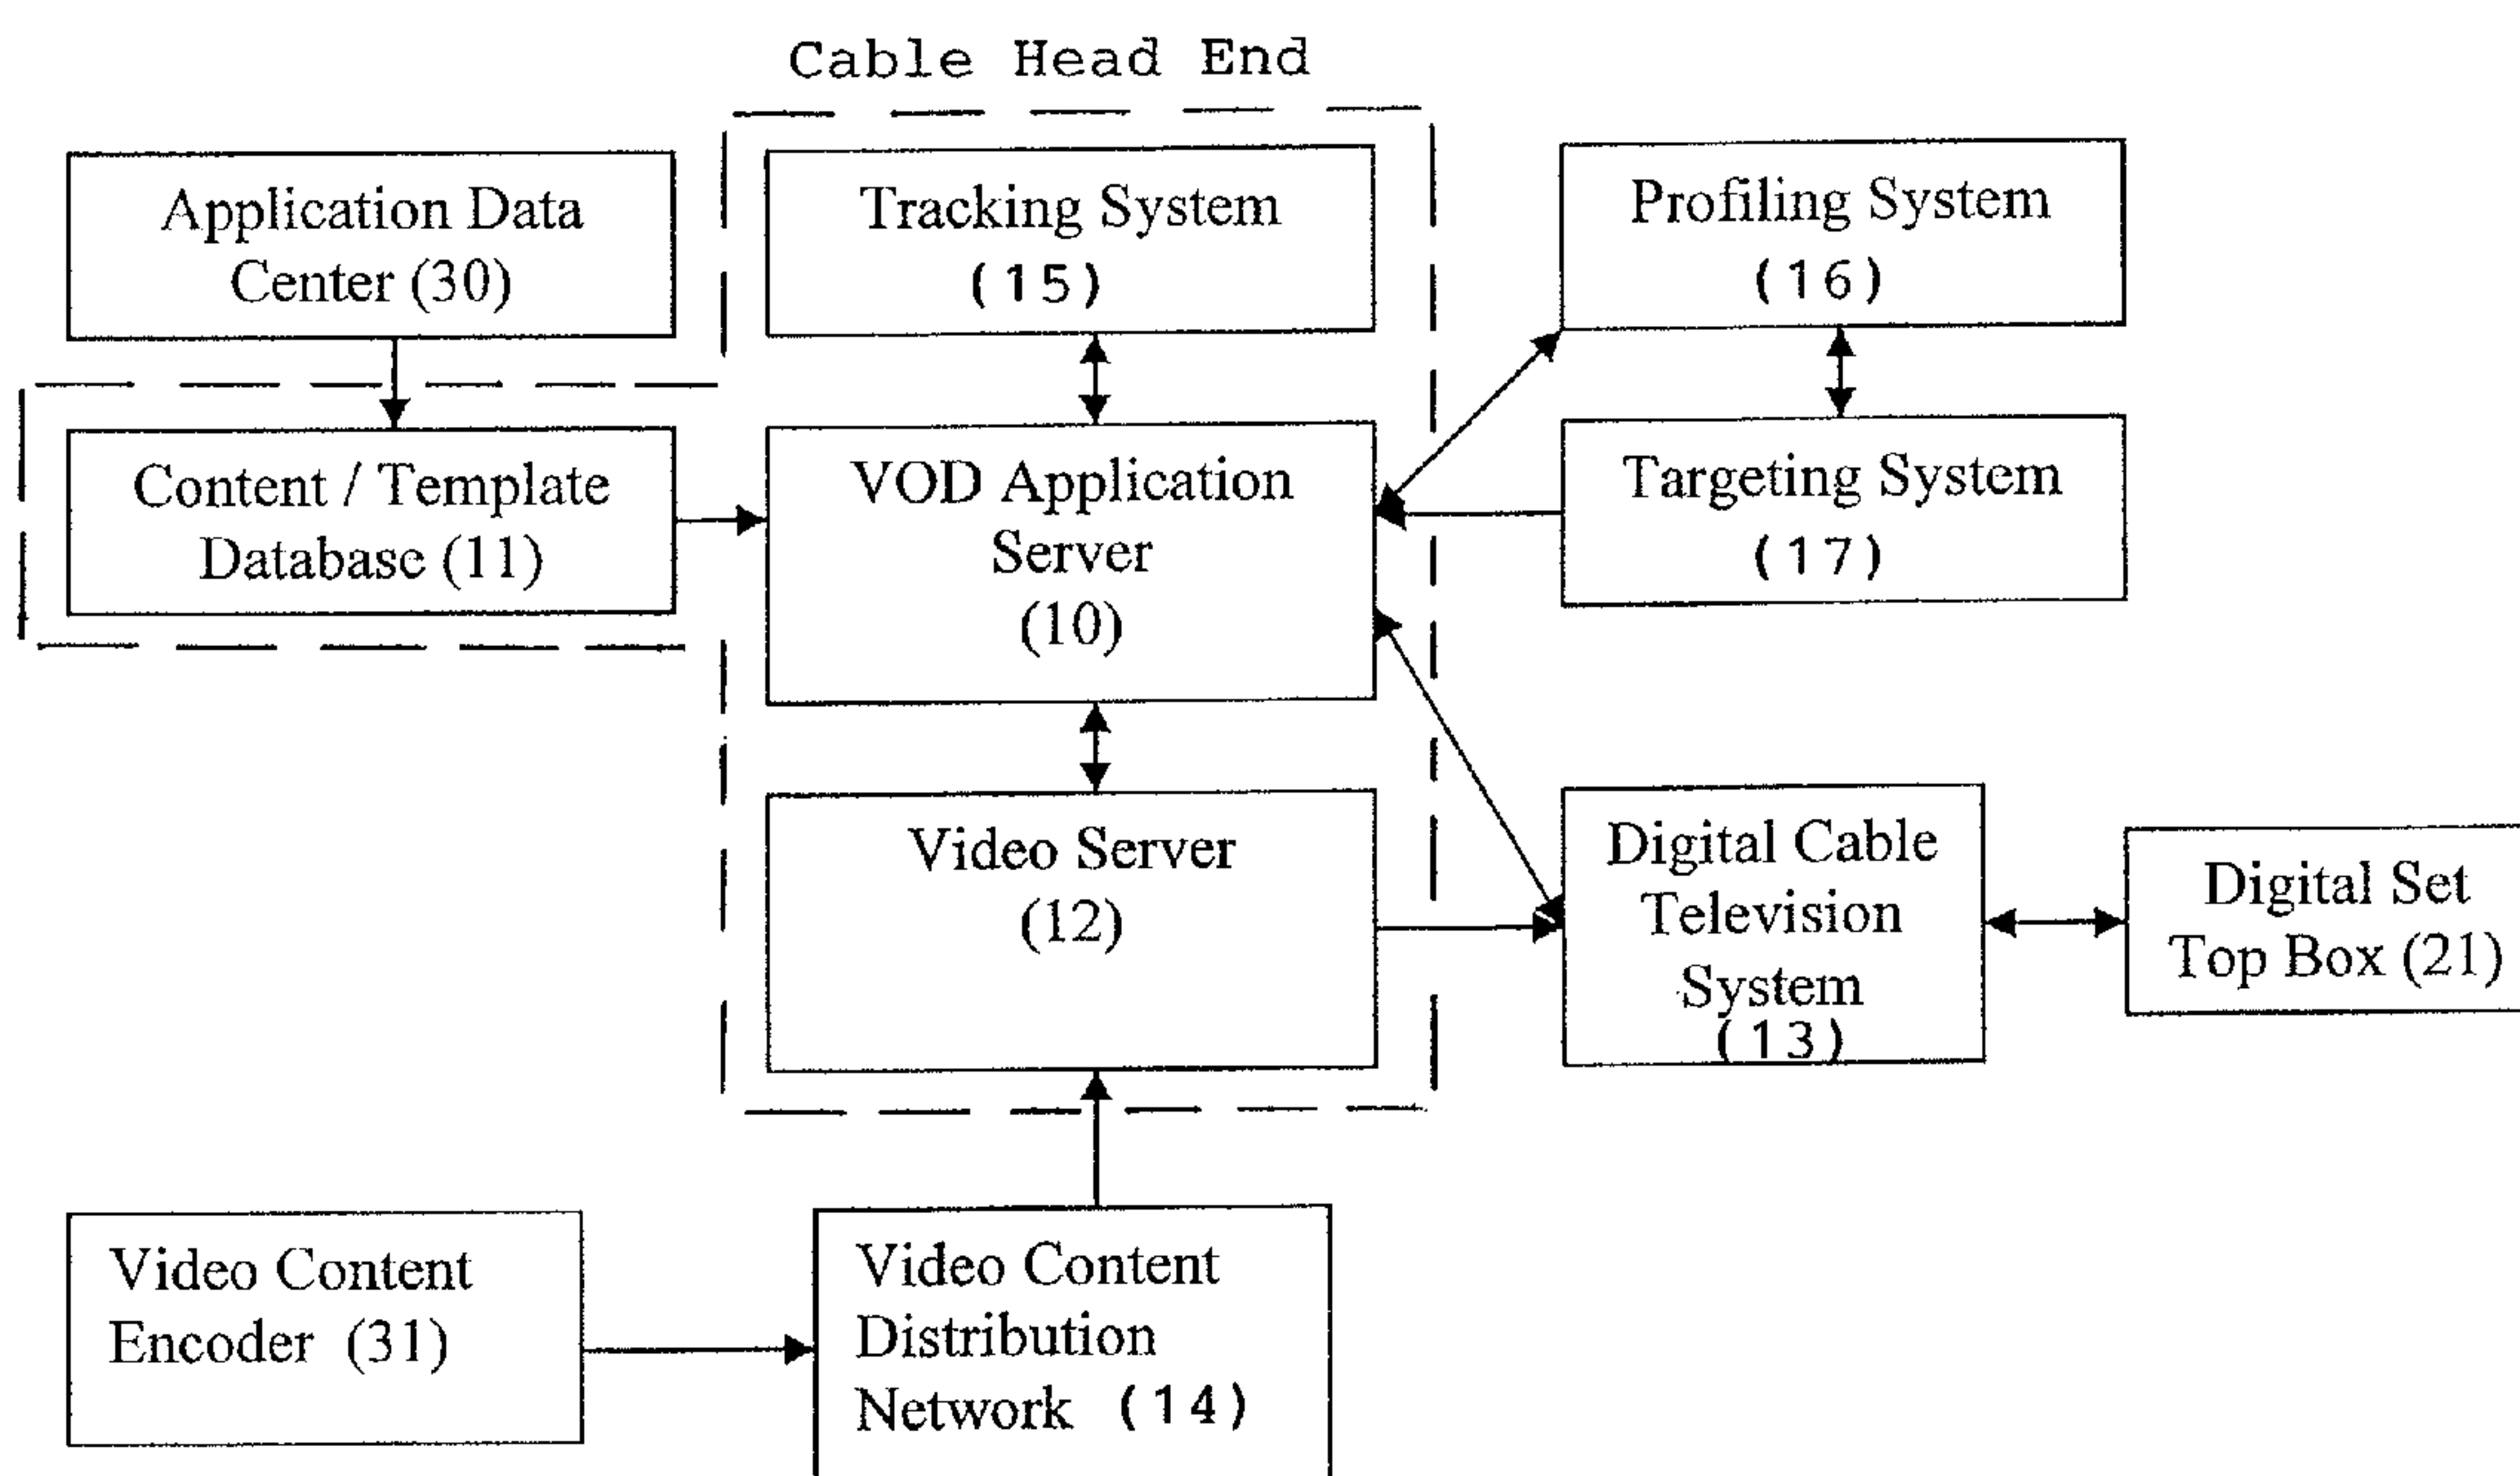 Cable Head End
Application Data
Center (30)
Tracking System
(15)
Profiling System
(16)
Content / Template
Database (11)
VOD Application
Server
(10)
Targeting System
(17)
Video Server
(12)
Digital Cable
Television
System
(13)
Digital Set
Top Box (21)
Video Content
Encoder (31)
Video Content
Distribution
Network (14)